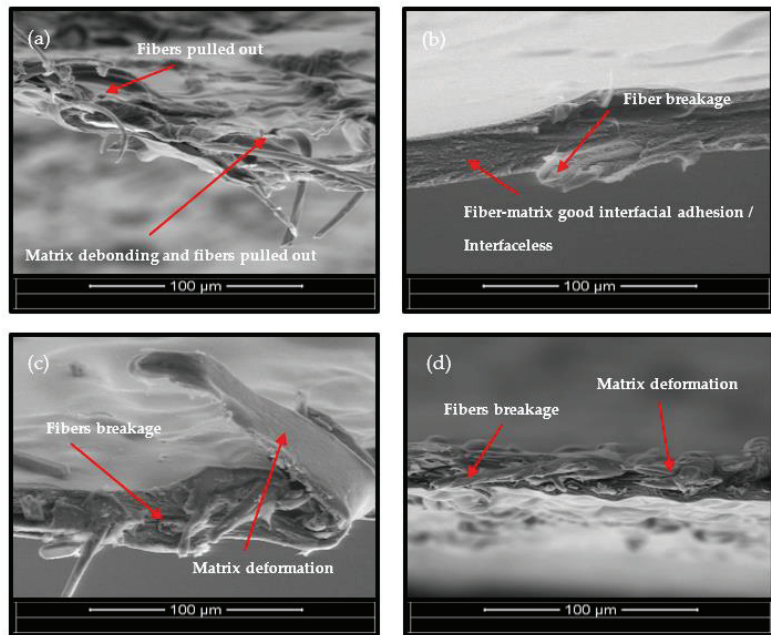 (a)
Fibers pulled out
Matrix debonding and fibers pulled out
100 µm
(b)
Fiber breakage
Fiber-matrix good interfacial adhesion /
Interfaceless
100 µm
(c)
Fibers breakage
Matrix deformation
100 µm
(d)
Matrix deformation
Fibers breakage
100 µm